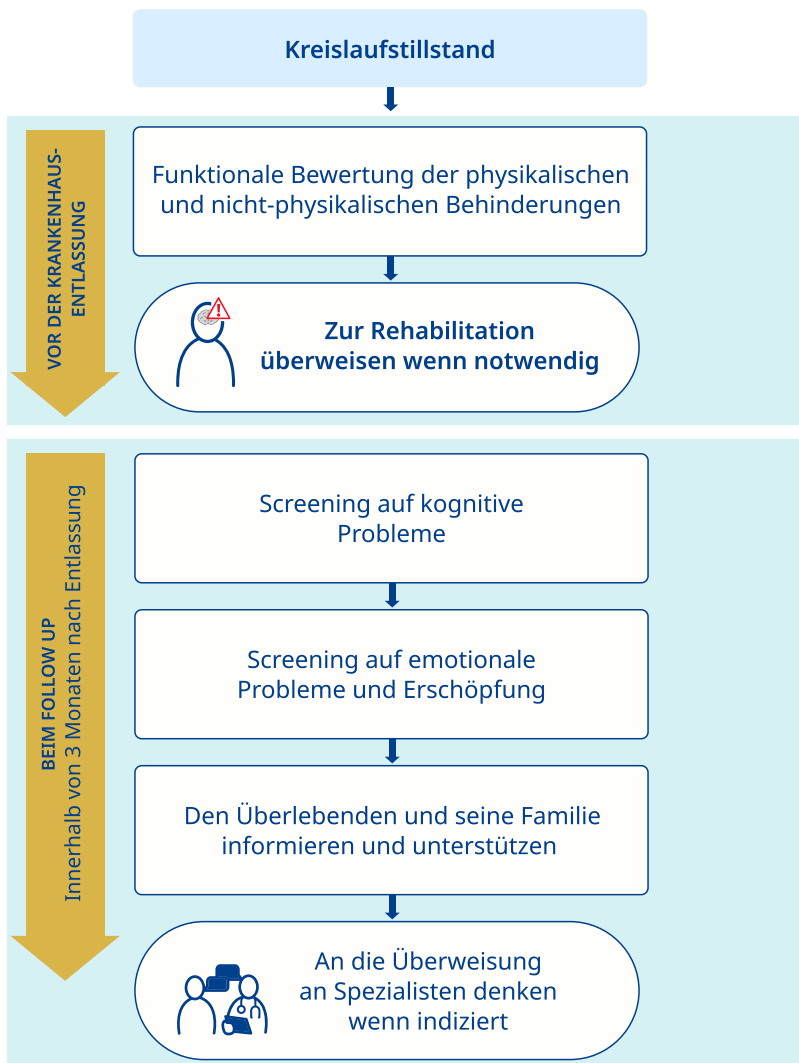 Kreislaufstillstand
VOR DER KRANKENHAUS-
ENTLASSUNG
Funktionale Bewertung der physikalischen
und nicht-physikalischen Behinderungen
Zur Rehabilitation
überweisen wenn notwendig
BEIM FOLLOW UP
Innerhalb von 3 Monaten nach Entlassung
Screening auf kognitive
Probleme
Screening auf emotionale
Probleme und Erschöpfung
Den Überlebenden und seine Familie
informieren und unterstützen
An die Überweisung
an Spezialisten denken
wenn indiziert